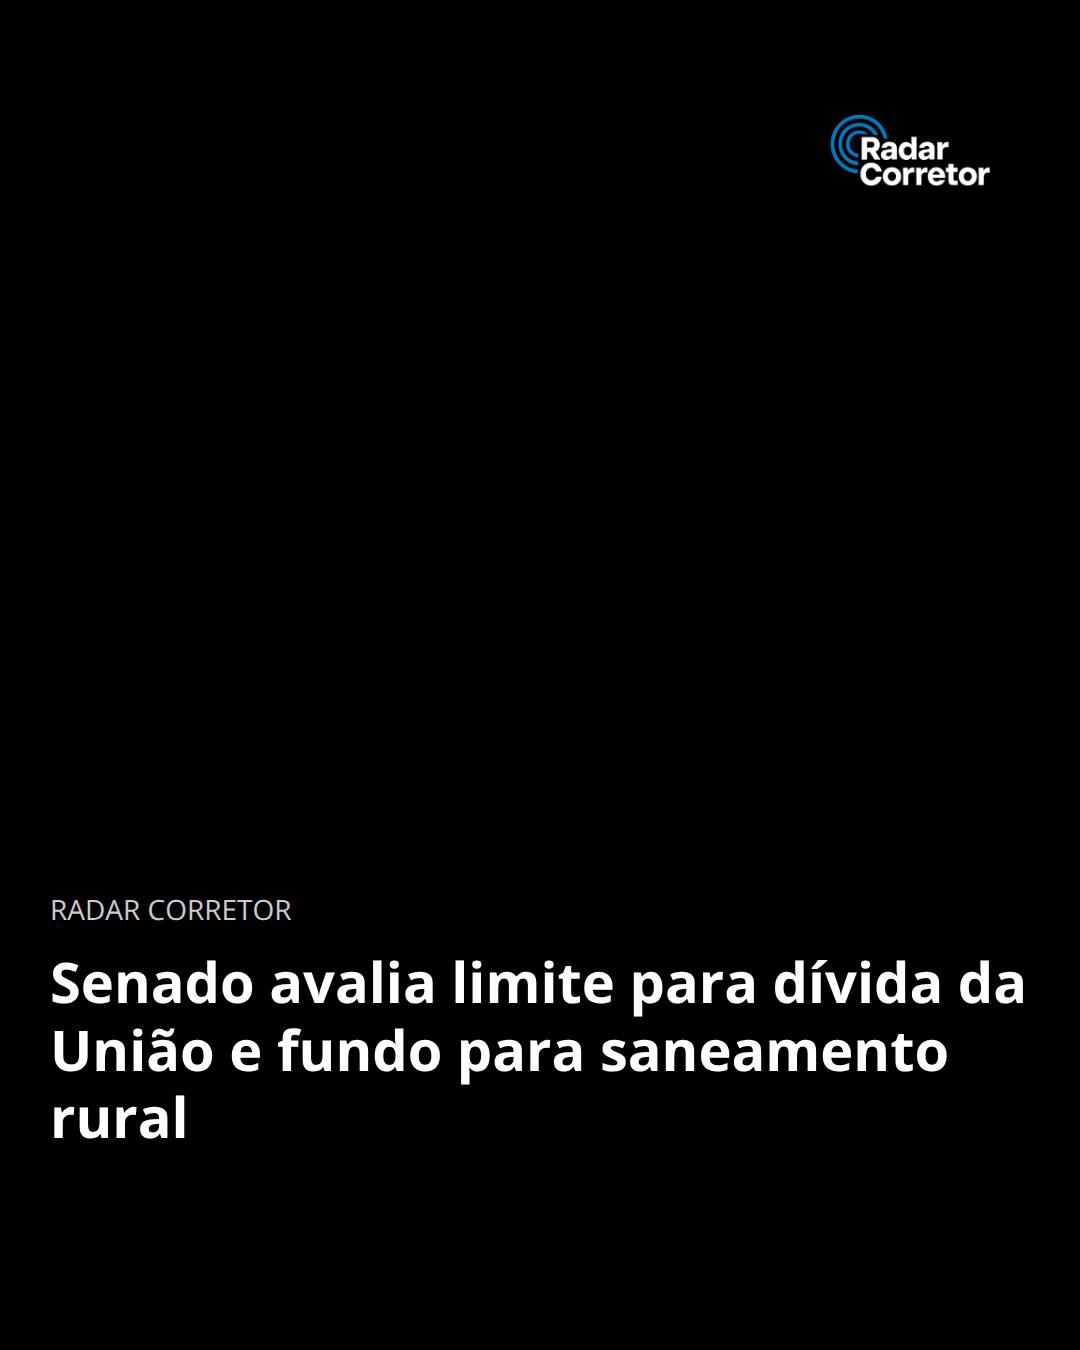 Radar
Corretor
RADAR CORRETOR
Senado avalia limite para dívida da
União e fundo para saneamento
rural